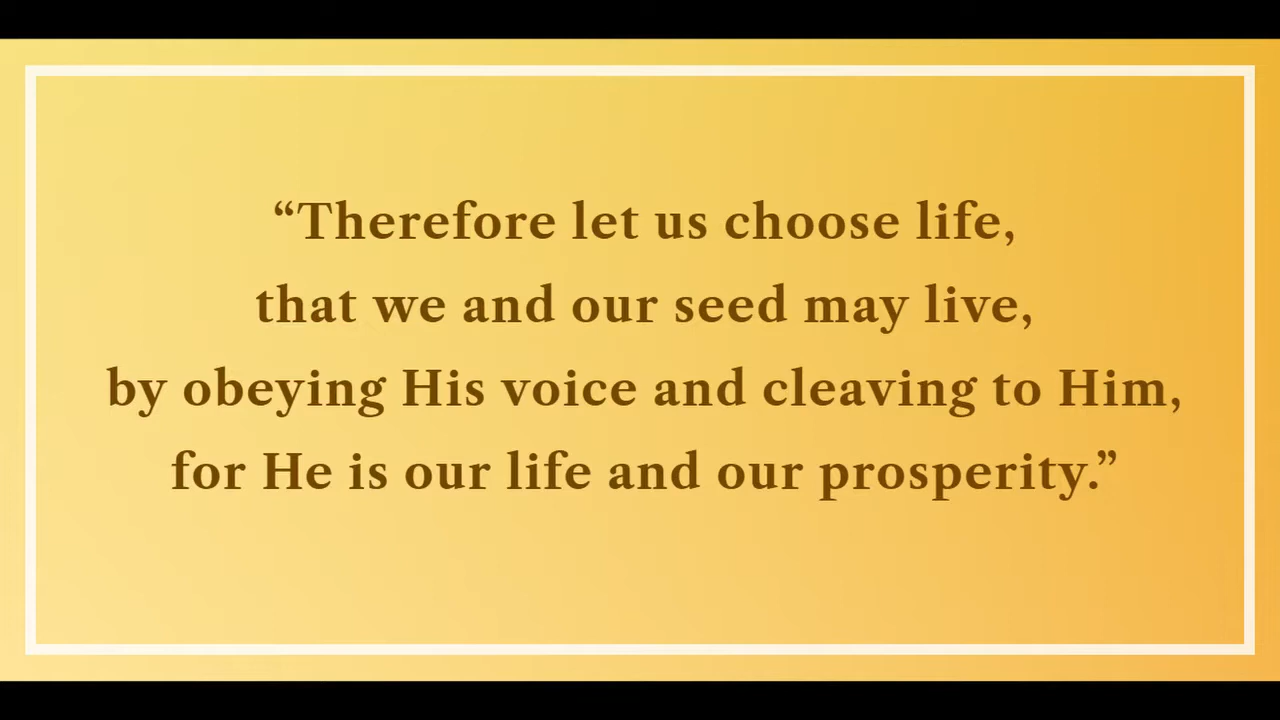 “Therefore let us choose life,
that we and our seed may live,
by obeying His voice and cleaving to Him,
for He is our life and our prosperity.”